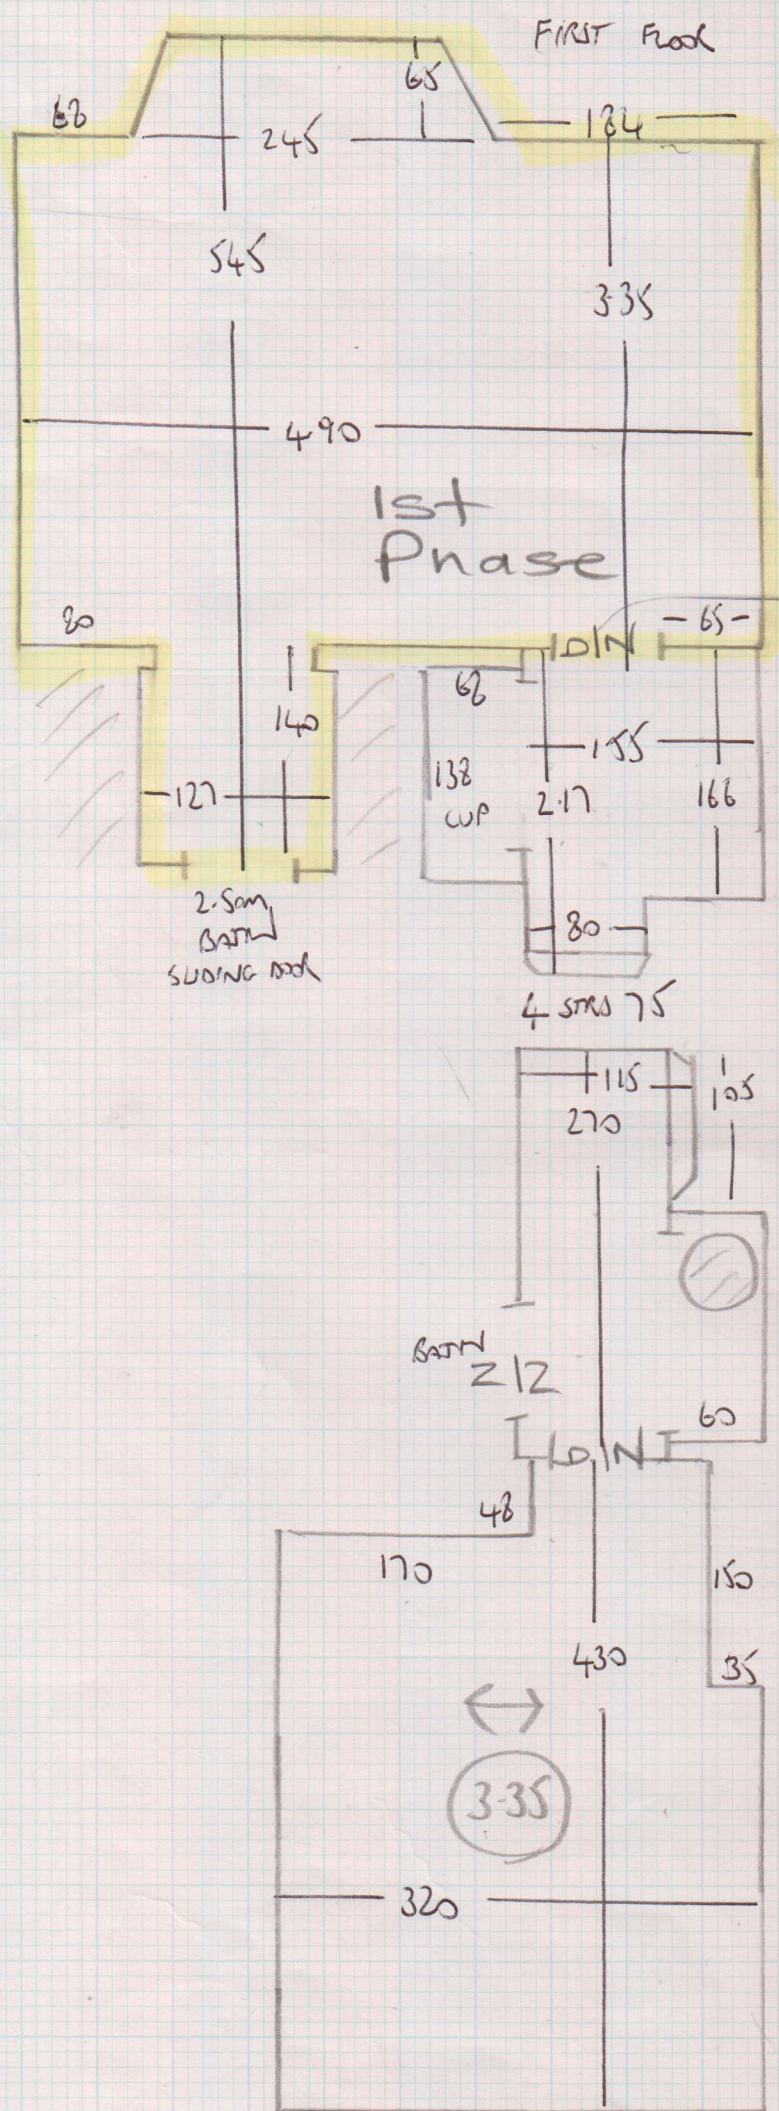 FIRST FLOOR
65
68
245
184
545
3·35
490
1st
Phase
80
DIN
65
68
140
155
138
CUP
127
2·17
166
2·5cm
BATH
SLIDING DOOR
80
4 STRS 75
115
105
270
BATH
212
60
DIN
48
170
150
430
35
3·35
320